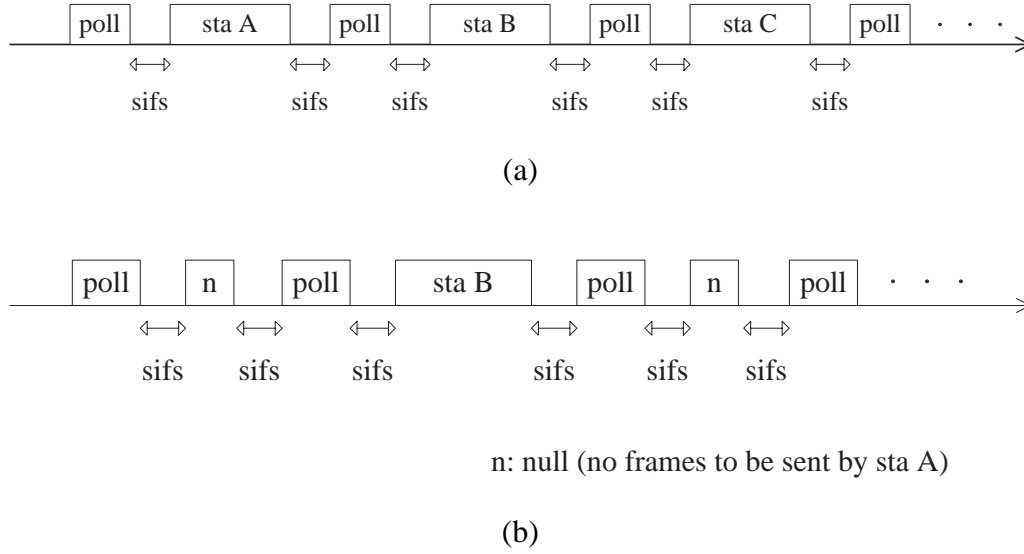 poll sta A poll sta B poll sta C poll . . .
sifs sifs sifs sifs sifs sifs
(a)
poll n poll sta B poll n poll . . .
sifs sifs sifs sifs sifs sifs
n: null (no frames to be sent by sta A)
(b)